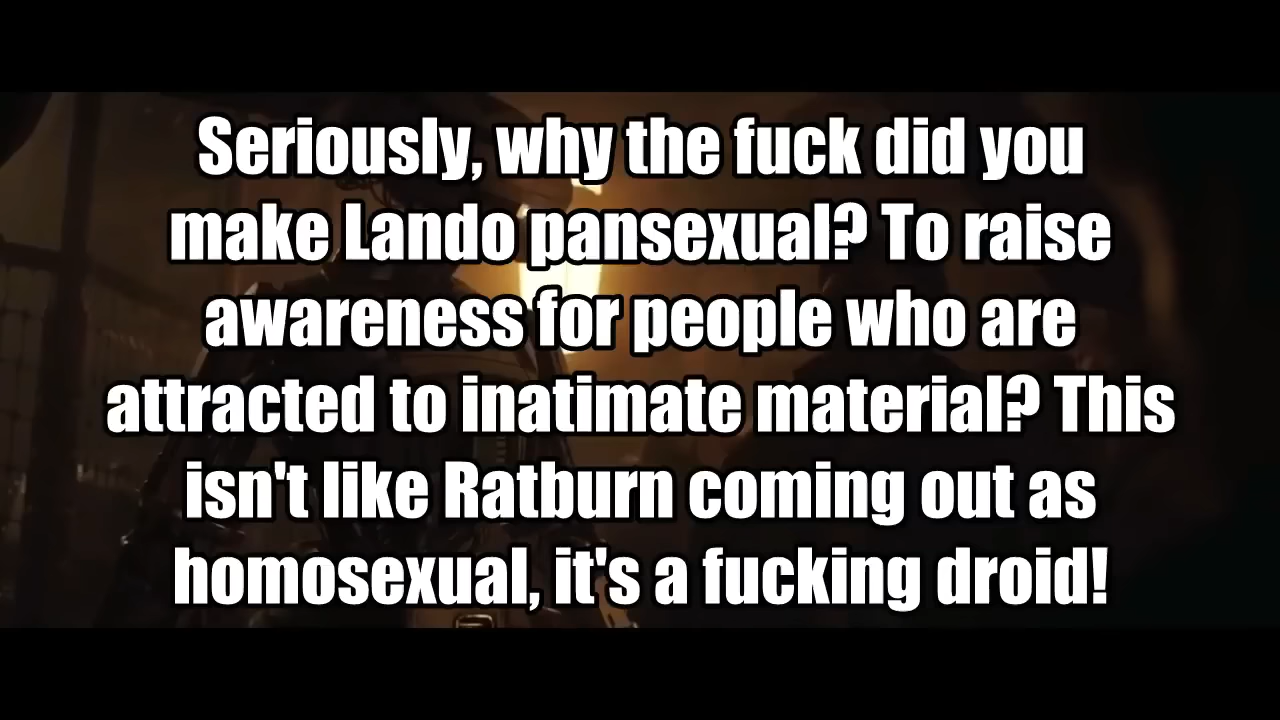 Seriously, why the fuck did you
make Lando pansexual? To raise
awareness for people who are
attracted to inatimate material? This
isn't like Ratburn coming out as
homosexual, it's a fucking droid!